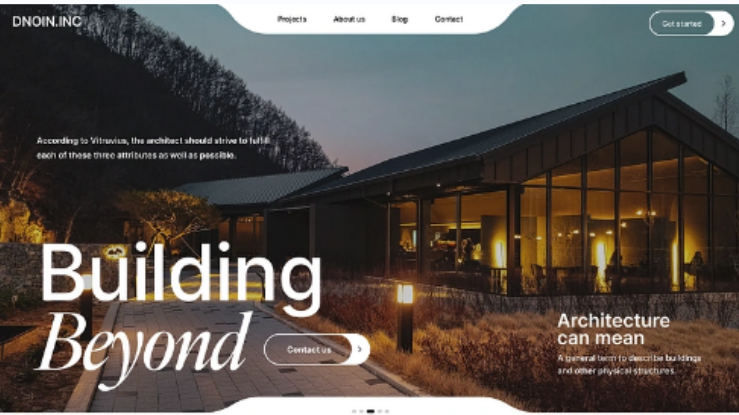 DNOIN.INC
Projects About us Blog Contact
Get started
According to Vitruvius, the architect should strive to fulfill
each of these three attributes as well as possible.
Building
Beyond
Contact us
Architecture
can mean
A general term to describe buildings
and other physical structures.